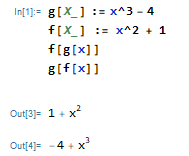 In[1]:= g[X_] := x^3 - 4
f[X_] := x^2 + 1
f[g[x]]
g[f[x]]
Out[3]= 1 + x²
Out[4]= -4 + x³